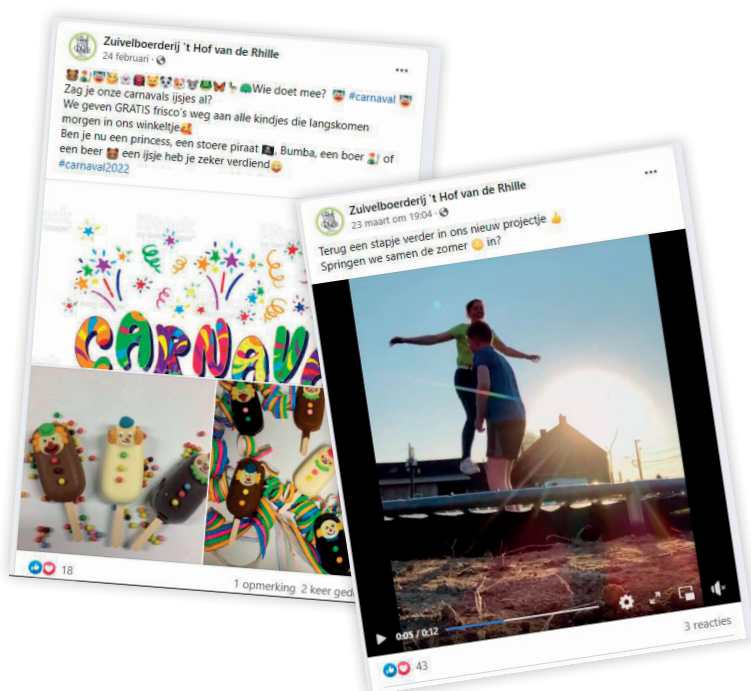 Zuivelboerderij 't Hof van de Rhille
24 februari ·
Wie doet mee? #carnaval
Zag je onze carnavals ijsjes al?
We geven GRATIS frisco's weg aan alle kindjes die langskomen
morgen in ons winkeltje
Ben je nu een princess, een stoere piraat , Bumba, een boer of
een beer een ijsje heb je zeker verdiend
#carnaval2022
CARNAVA
18
1 opmerking 2 keer
Zuivelboerderij 't Hof van de Rhille
23 maart om 19:04 ·
Terug een stapje verder in ons nieuw projectje
Springen we samen de zomer in?
0:05 / 0:12
43
3 reacties